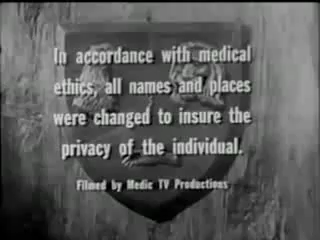 In accordance with medical
ethics, all names and places
were changed to insure the
privacy of the individual.
Filmed by Medic TV Productions